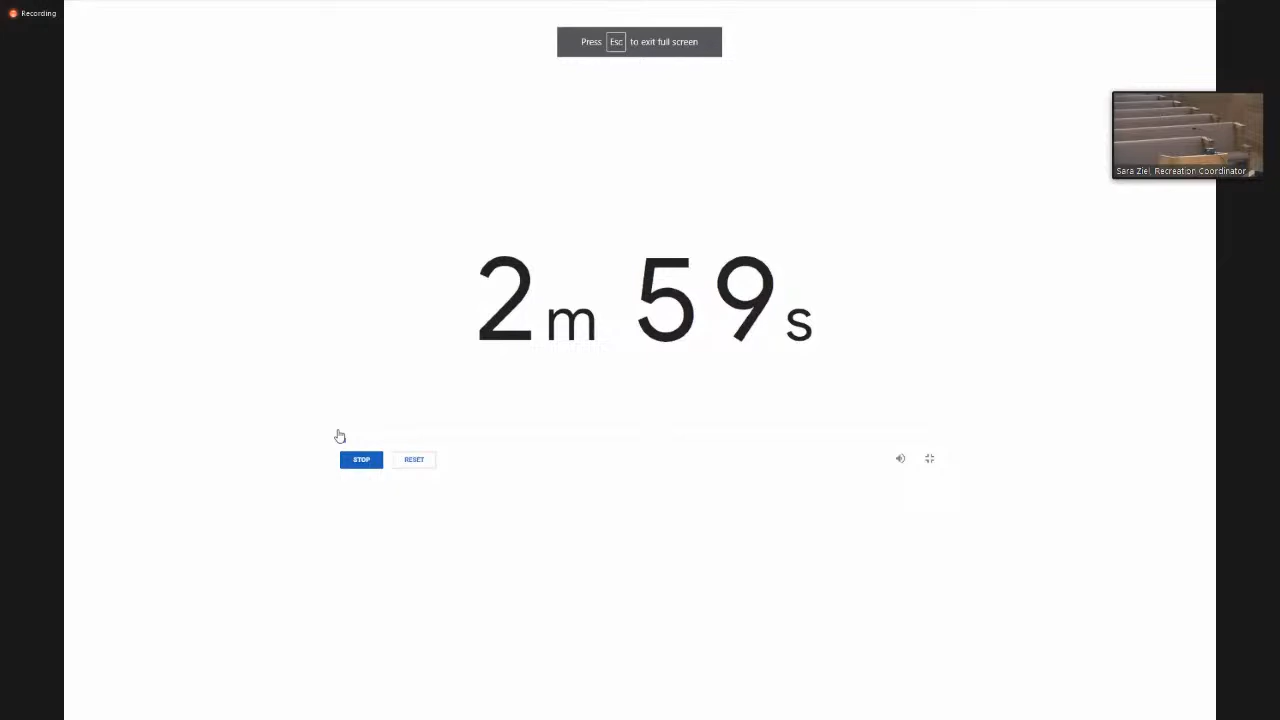 Recording
Press Esc to exit full screen
Sara Ziel, Recreation Coordinator
2m 59s
STOP RESET